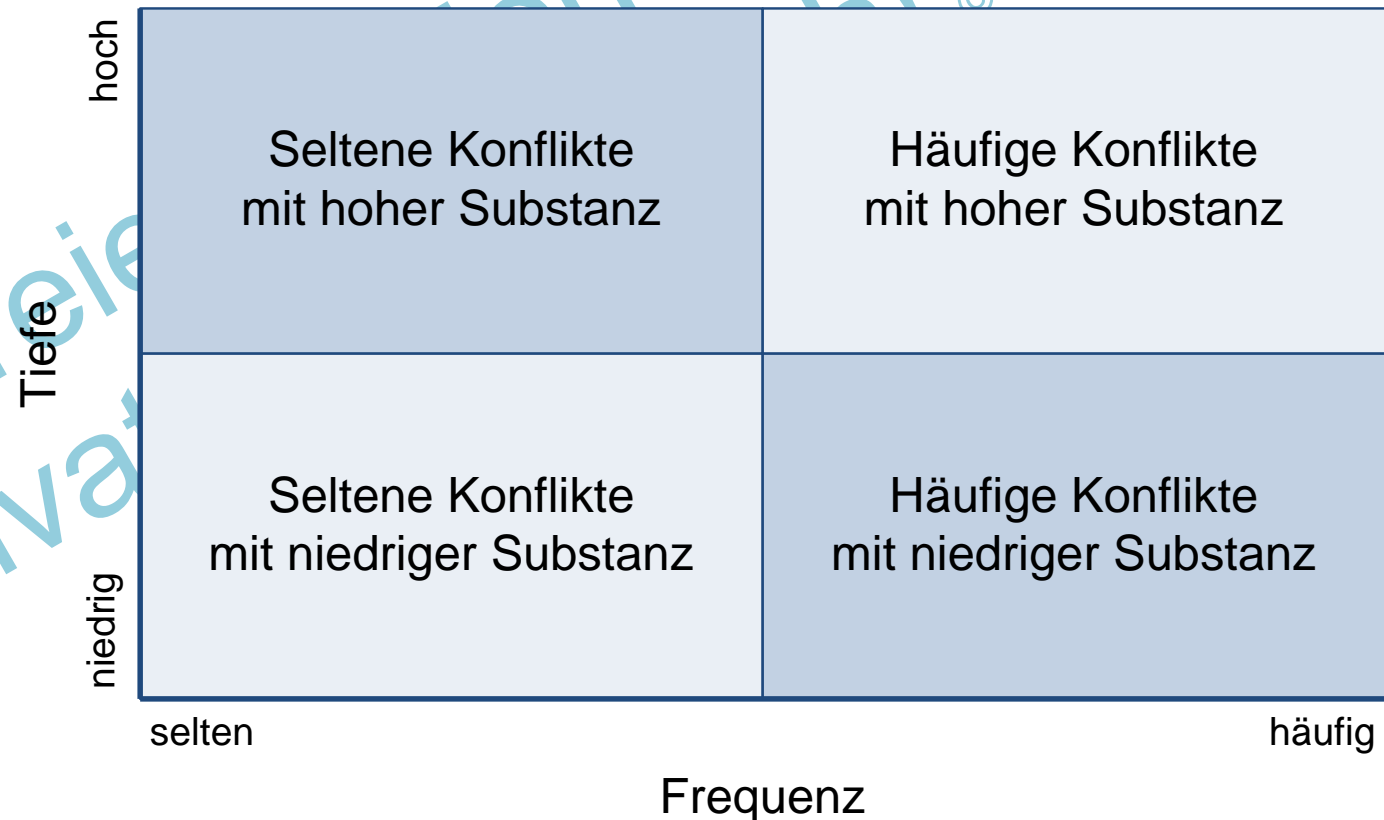 hoch
Seltene Konflikte
mit hoher Substanz
Häufige Konflikte
mit hoher Substanz
Tiefe
Seltene Konflikte
mit niedriger Substanz
Häufige Konflikte
mit niedriger Substanz
niedrig
selten
häufig
Frequenz